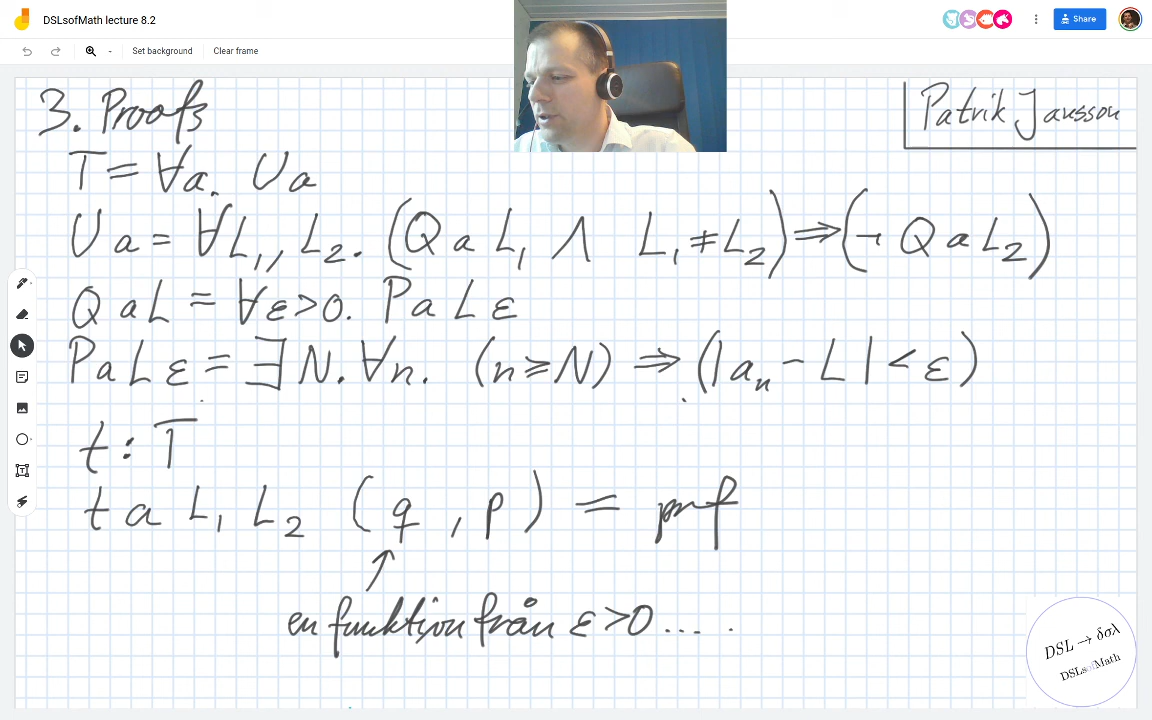 DSLsofMath lecture 8.2
Share
Set background
Clear frame
3. Proofs
Patrik Jansson
T = ∀a. U a
U a = ∀L₁, L₂. (Q a L₁ ∧ L₁ ≠ L₂) ⇒ (¬ Q a L₂)
Q a L = ∀ε>0. P a L ε
P a L ε = ∃N. ∀n. (n ≥ N) ⇒ (|aₙ - L| < ε)
t : T
t a L₁ L₂ (q , p) = prf
↑
en funktion från ε>0 ....
DSL → δσλ
DSLsofMath